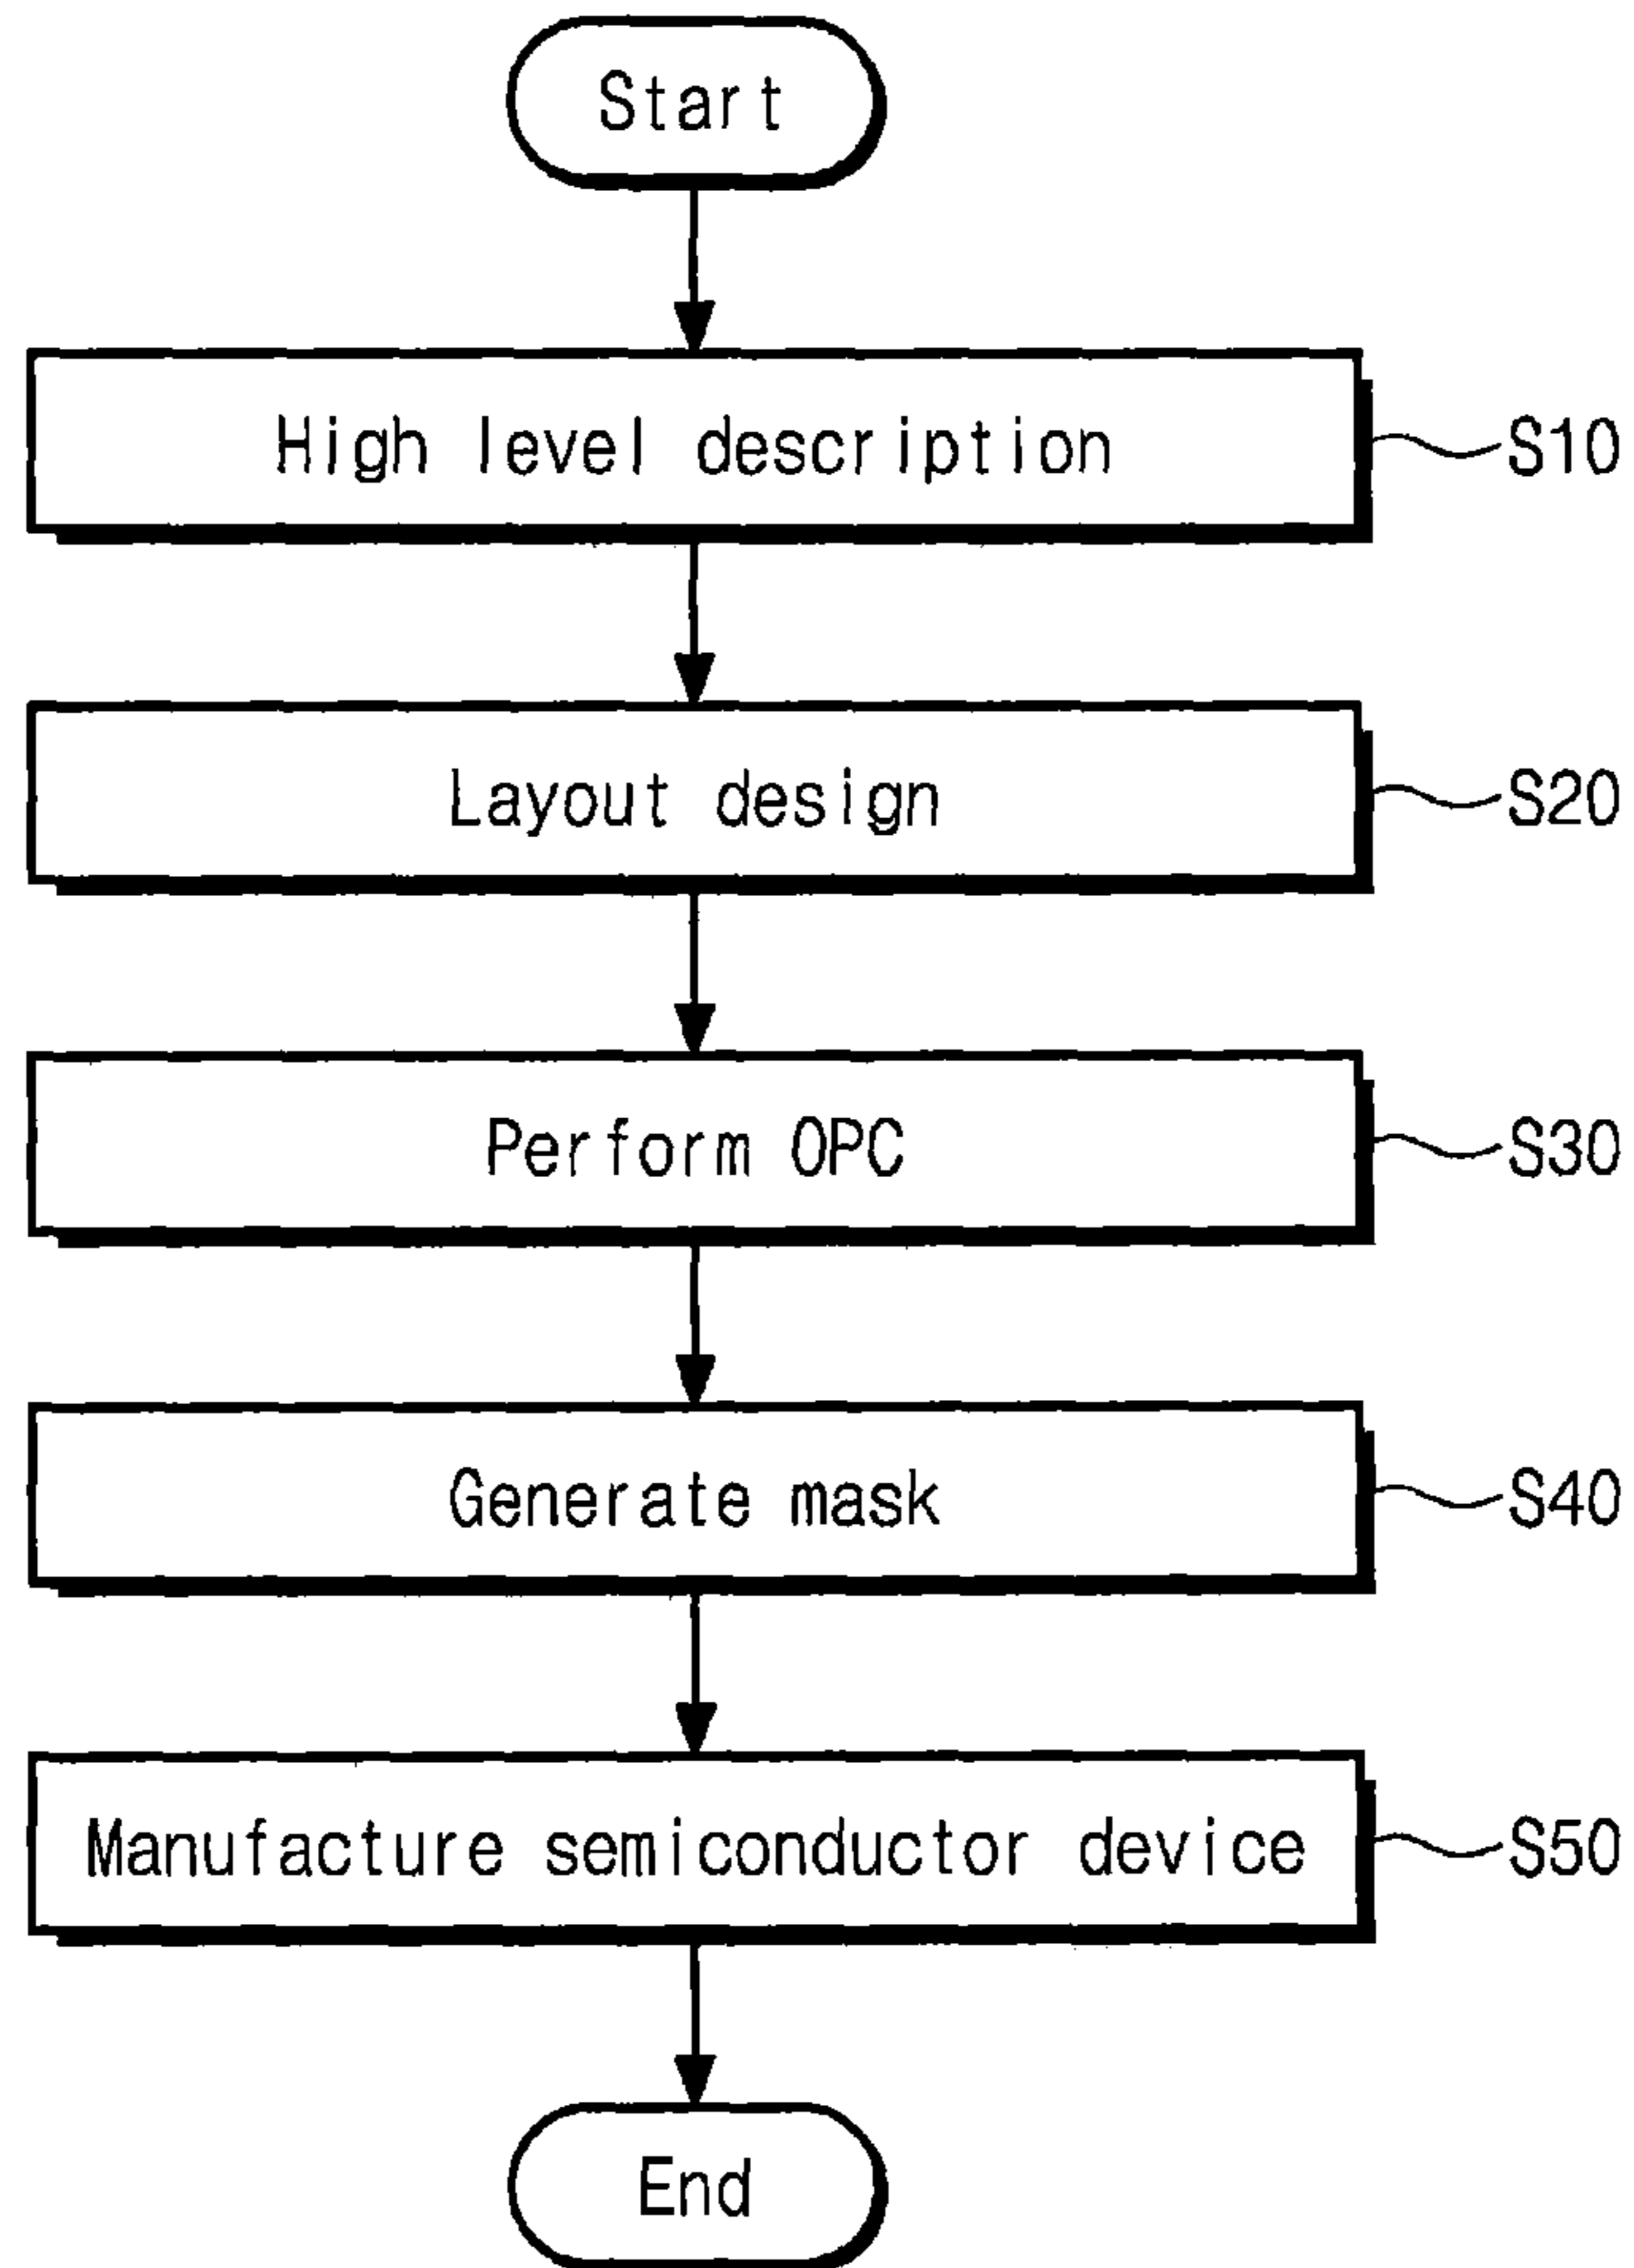 Start
High level description
S10
Layout design
S20
Perform OPC
S30
Generate mask
S40
Manufacture semiconductor device
S50
End